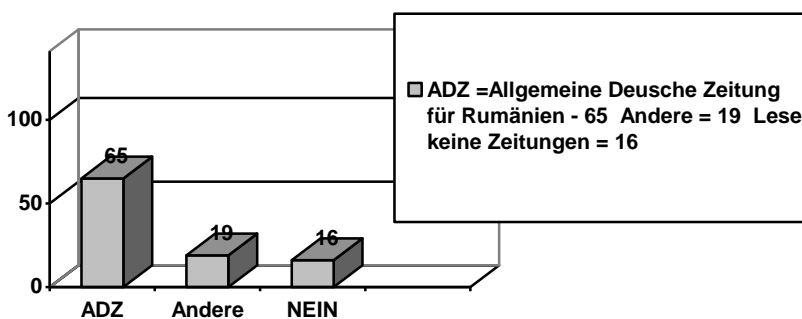 100
50
0
65
19
16
ADZ
Andere
NEIN
ADZ =Allgemeine Deusche Zeitung
für Rumänien - 65 Andere = 19 Lese
keine Zeitungen = 16